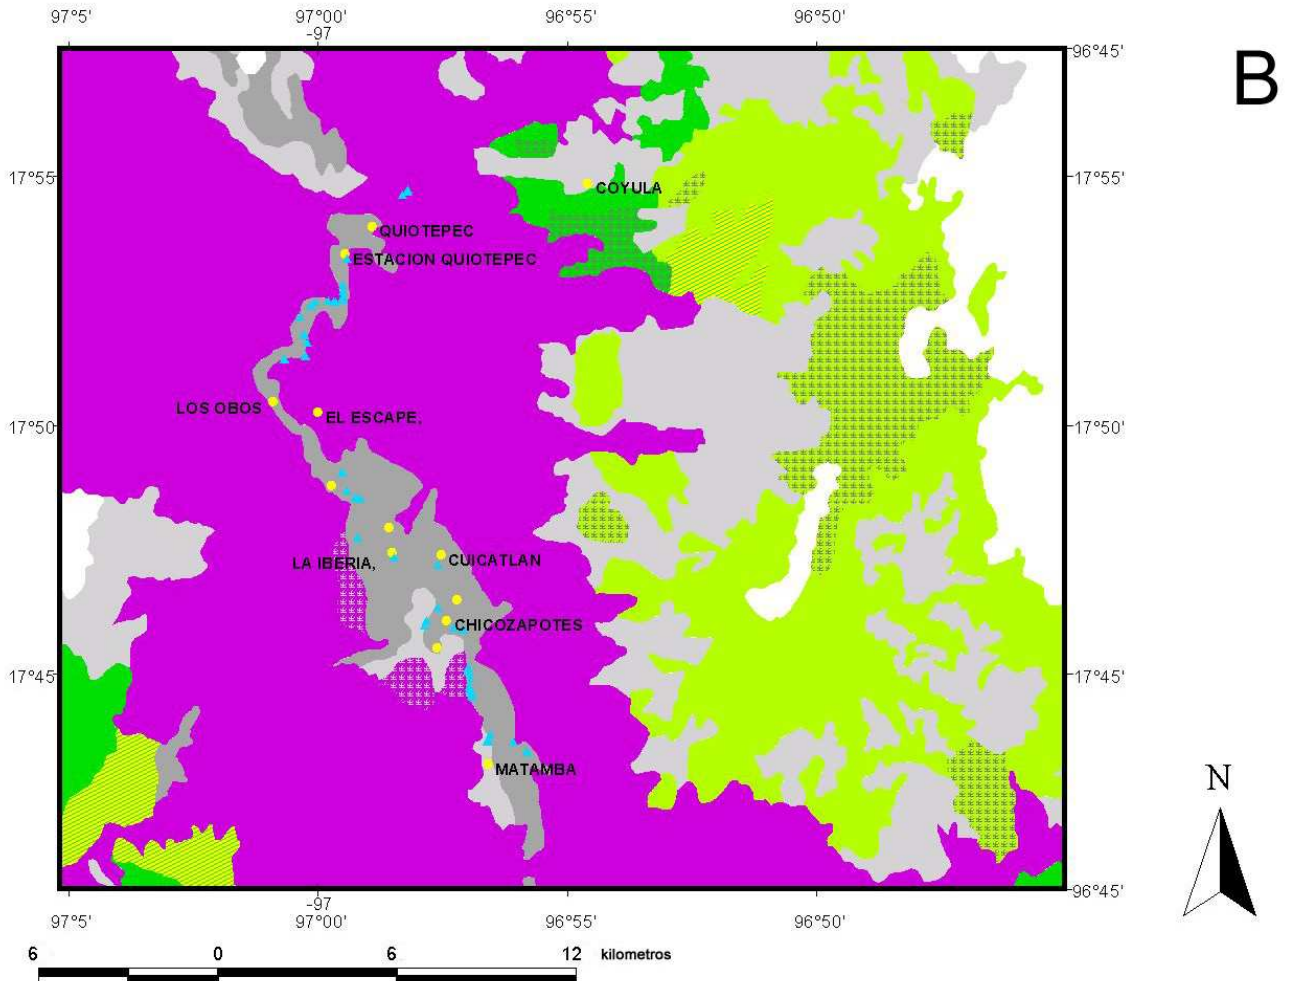 97°5' 97°00' 96°55' 96°50'
-97
96°45'
B
17°55' 17°55'
COYULA
QUIOTEPEC
ESTACION QUIOTEPEC
LOS OBOS
EL ESCAPE,
17°50 17°50'
LA IBERIA,
CUICATLAN
CHICOZAPOTES
17°45 17°45'
MATAMBA
N
96°45'
-97
97°5' 97°00' 96°55' 96°50'
6 0 6 12 kilometros